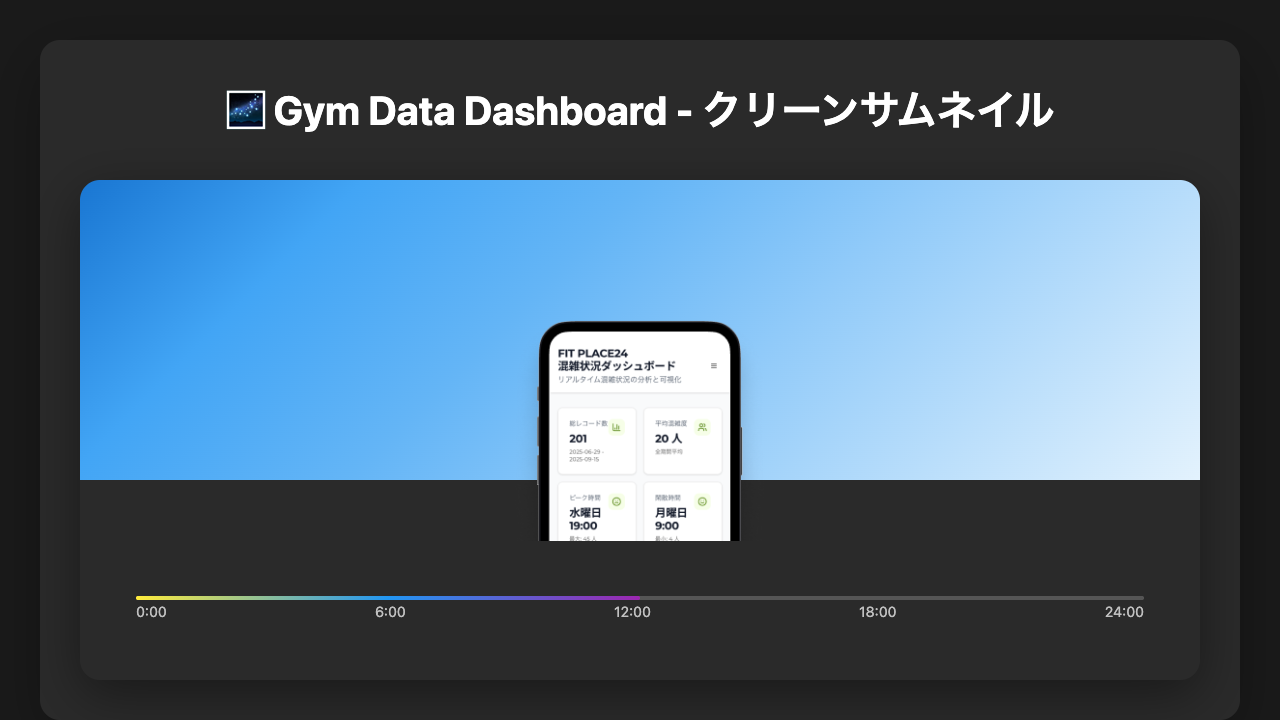 Gym Data Dashboard - クリーンサムネイル
FIT PLACE24
混雑状況ダッシュボード
リアルタイム混雑状況の分析と可視化
総レコード数
201
2025-06-29 -
2025-09-15
平均混雑度
20 人
全期間平均
ピーク時間
水曜日
19:00
閑散時間
月曜日
9:00
0:00
6:00
12:00
18:00
24:00